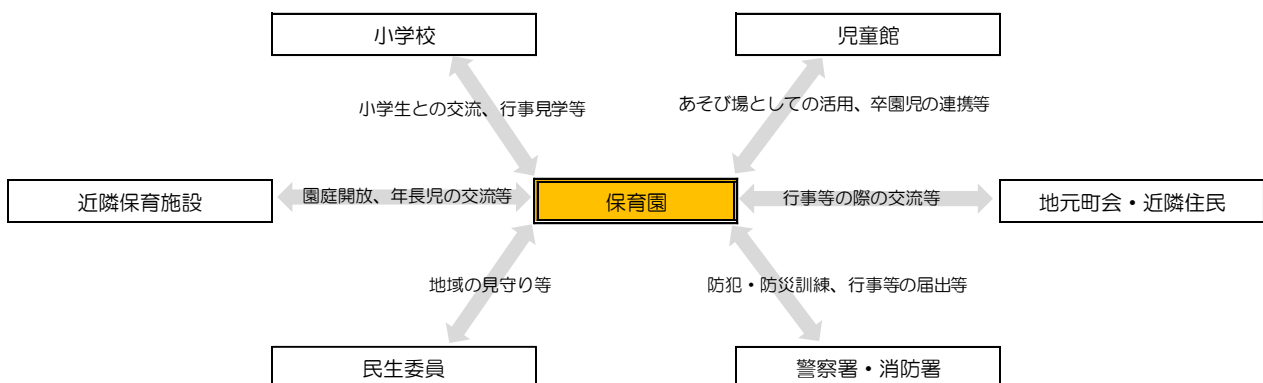 小学校
児童館
小学生との交流、行事見学等
あそび場としての活用、卒園児の連携等
近隣保育施設
園庭開放、年長児の交流等
保育園
行事等の際の交流等
地元町会・近隣住民
地域の見守り等
防犯・防災訓練、行事等の届出等
民生委員
警察署・消防署